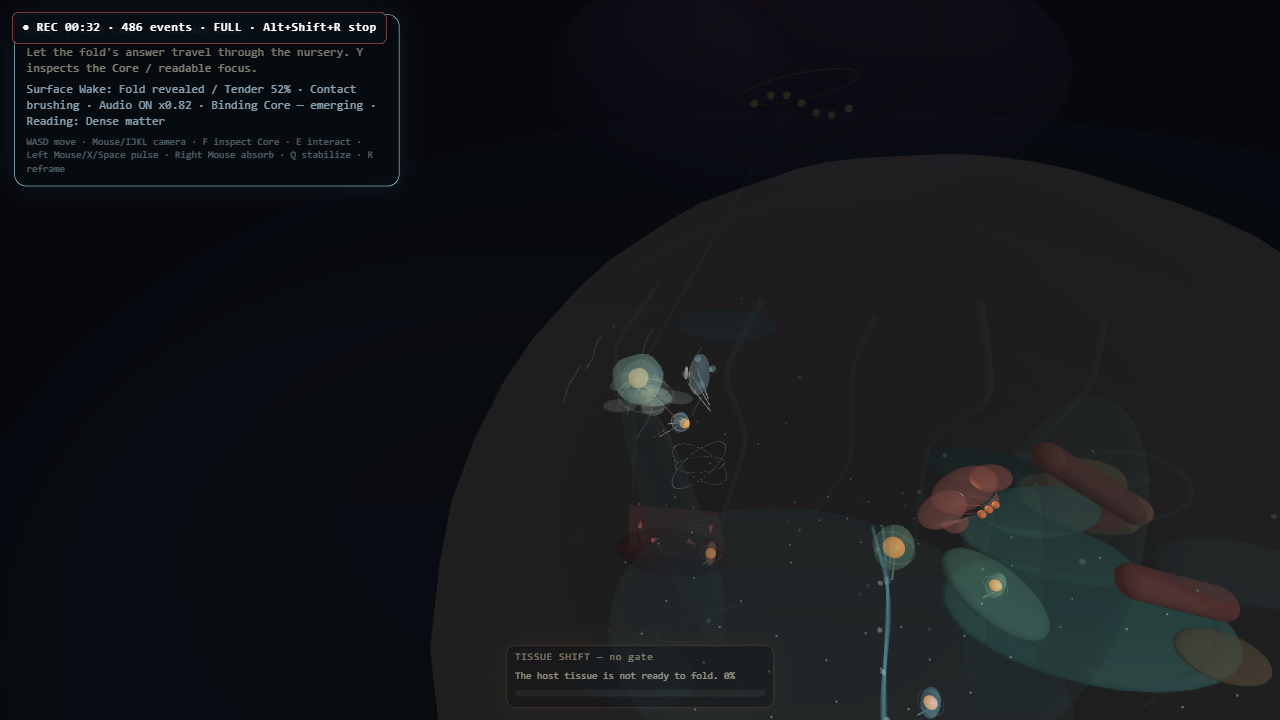 ● REC 00:32 · 486 events · FULL · Alt+Shift+R stop
Let the fold's answer travel through the nursery. Y
inspects the Core / readable focus.
Surface Wake: Fold revealed / Tender 52% · Contact
brushing · Audio ON x0.82 · Binding Core — emerging ·
Reading: Dense matter
WASD move · Mouse/IJKL camera · F inspect Core · E interact ·
Left Mouse/X/Space pulse · Right Mouse absorb · Q stabilize · R
reframe
TISSUE SHIFT — no gate
The host tissue is not ready to fold. 0%